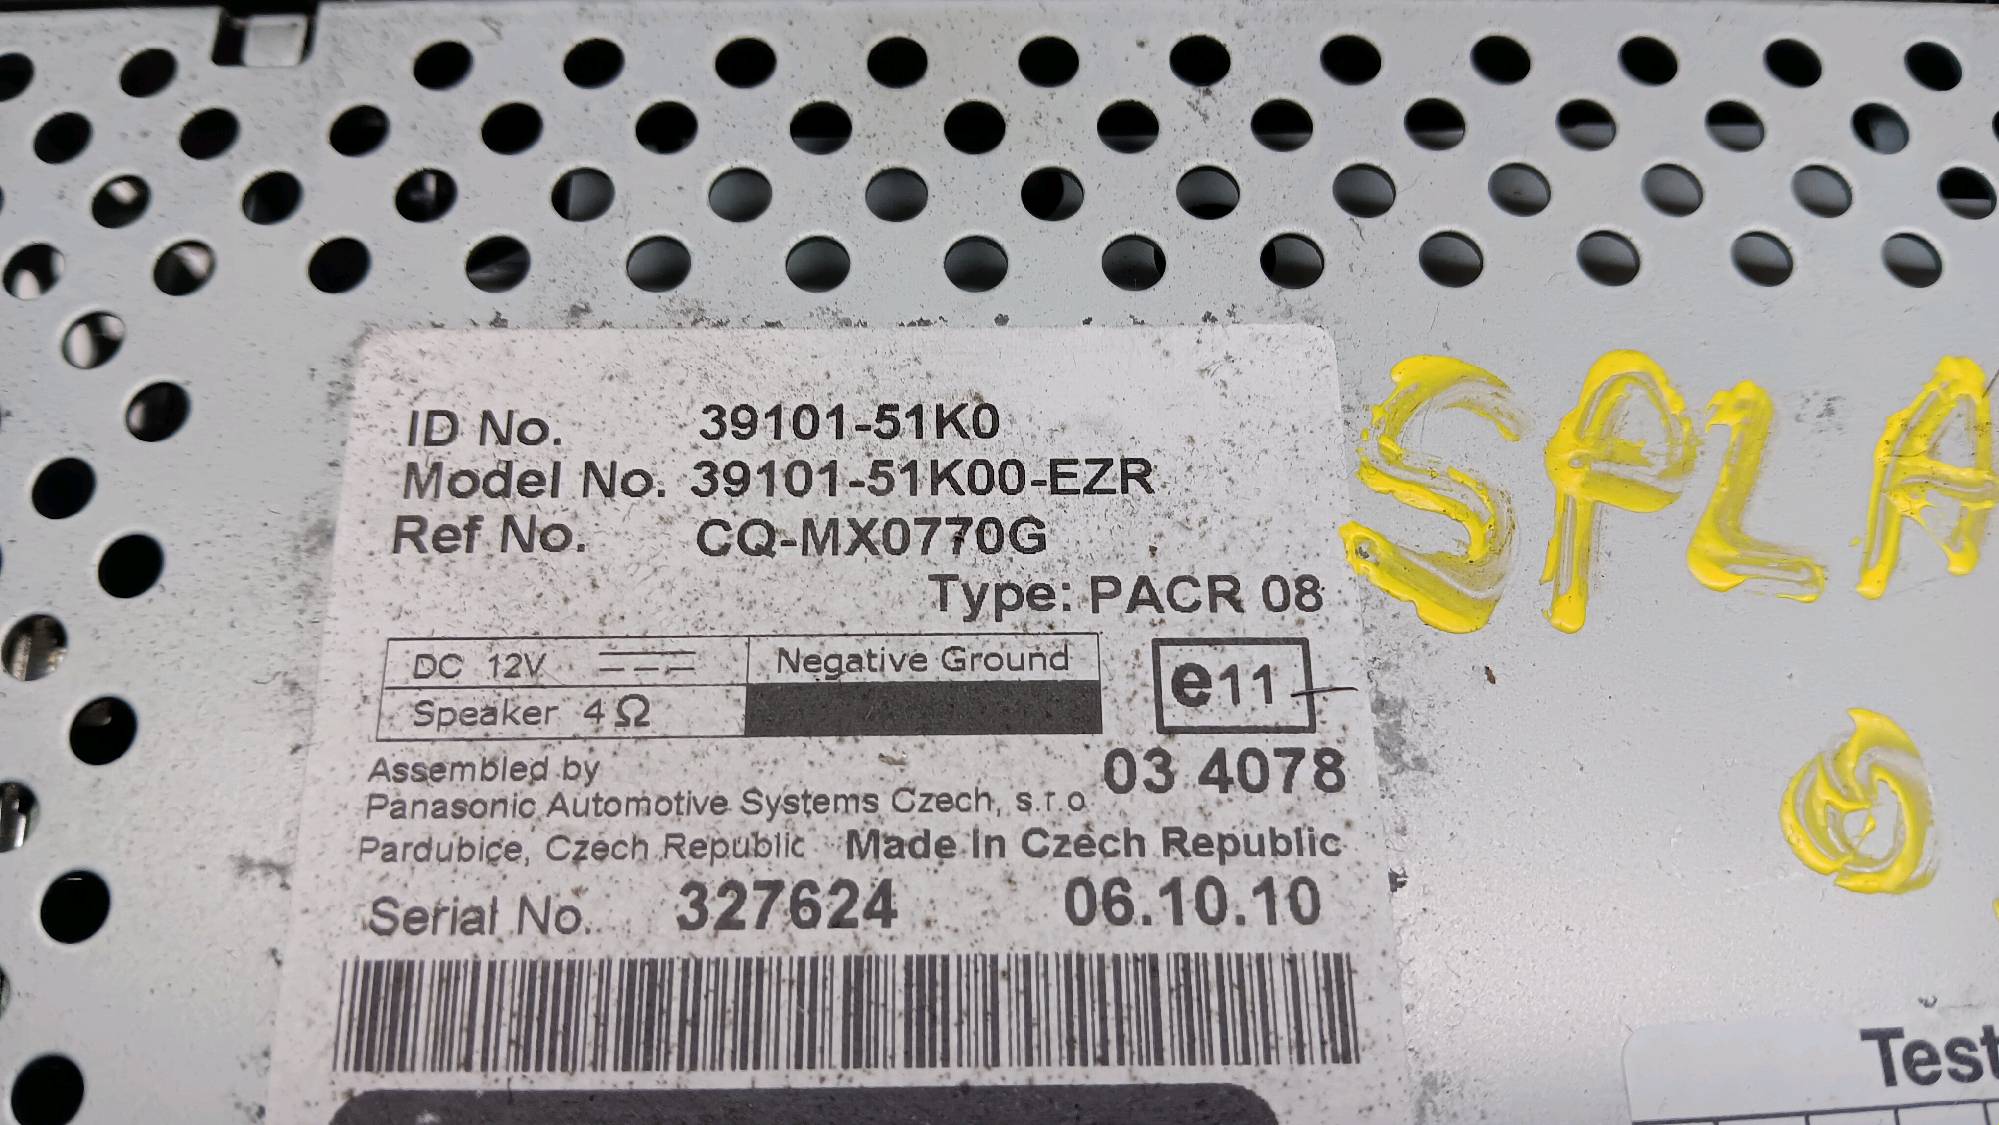 ID No. 39101-51K0
Model No. 39101-51K00-EZR
Ref No. CQ-MX0770G
Type: PACR 08
DC 12V Negative Ground
Speaker 4Ω
e11
03 4078
Assembled by
Panasonic Automotive Systems Czech, s.r.o
Pardubice, Czech Republic Made In Czech Republic
Serial No. 327624 06.10.10
SPLA
O
Test